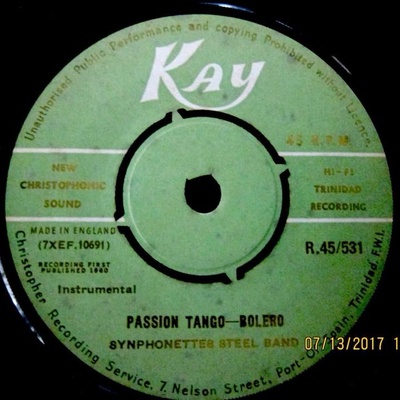 Unauthorised Public Performance and copying Prohibited without Licence.
Kay
45 R.P.M
NEW
CHRISTOPHONIC
SOUND
HI-FI
TRINIDAD
RECORDING
MADE IN ENGLAND
(7XEF.10691)
R.45/531
RECORDING FIRST
PUBLISHED 1960
Instrumental
PASSION TANGO—BOLERO
SYNPHONETTES STEEL BAND
07/13/2017 1
Christopher Recording Service, 7, Nelson Street, Port-Of-Spain, Trinidad, F.W.I.